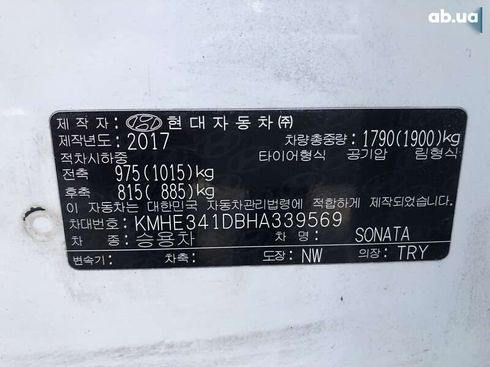 ab.ua
제 작 자 : 현대자동차㈜
제작년도: 2017 차량총중량: 1790(1900)kg
적차시하중 타이어형식 공기압 림형식
전축 975(1015)kg
후축 815( 885)kg
이 자동차는 대한민국 자동차관리법령에 적합하게 제작되었습니다.
차대번호: KMHE341DBHA339569
차 종: 승용차 차 명: SONATA
변속기: 차축: 도장: NW 의장: TRY